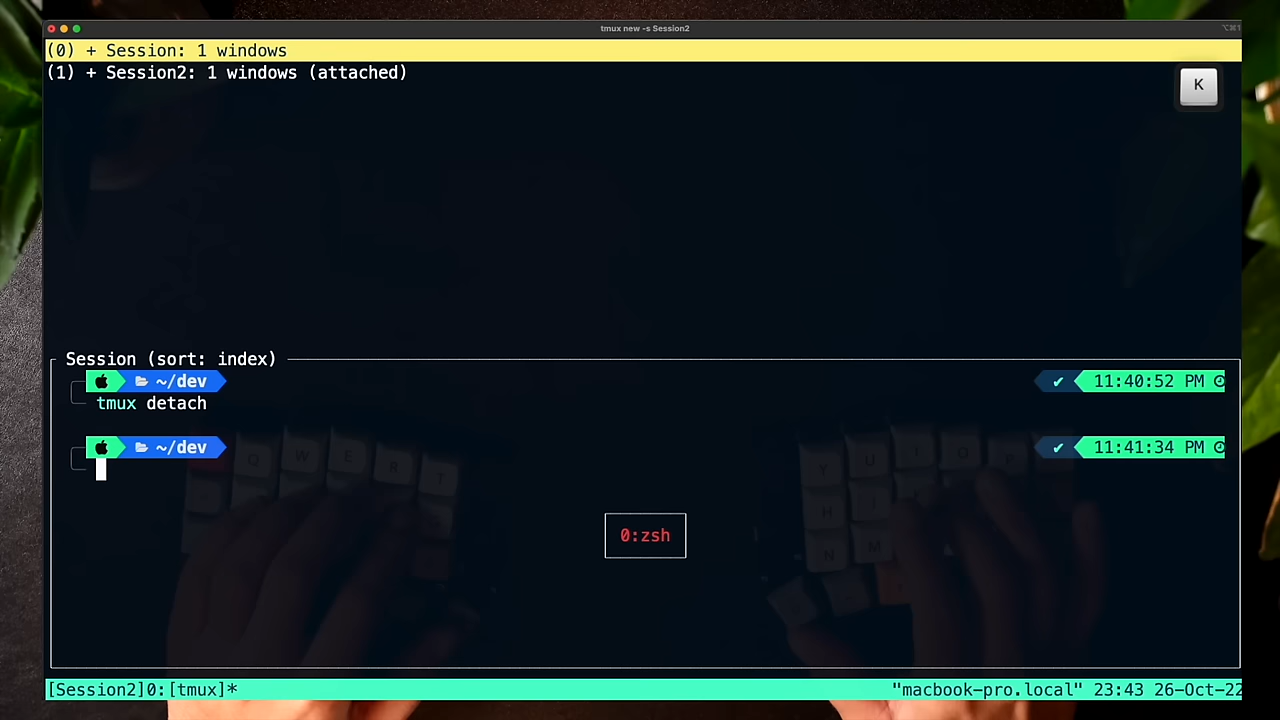 tmux new -s Session2
⌥⌘1
(0) + Session: 1 windows
(1) + Session2: 1 windows (attached)
K
Session (sort: index)
~/dev
✔ 11:40:52 PM
tmux detach
~/dev
✔ 11:41:34 PM
Q W E R T
Y U I O P
H
N M
0:zsh
[Session2]0:[tmux]*
"macbook-pro.local" 23:43 26-Oct-22